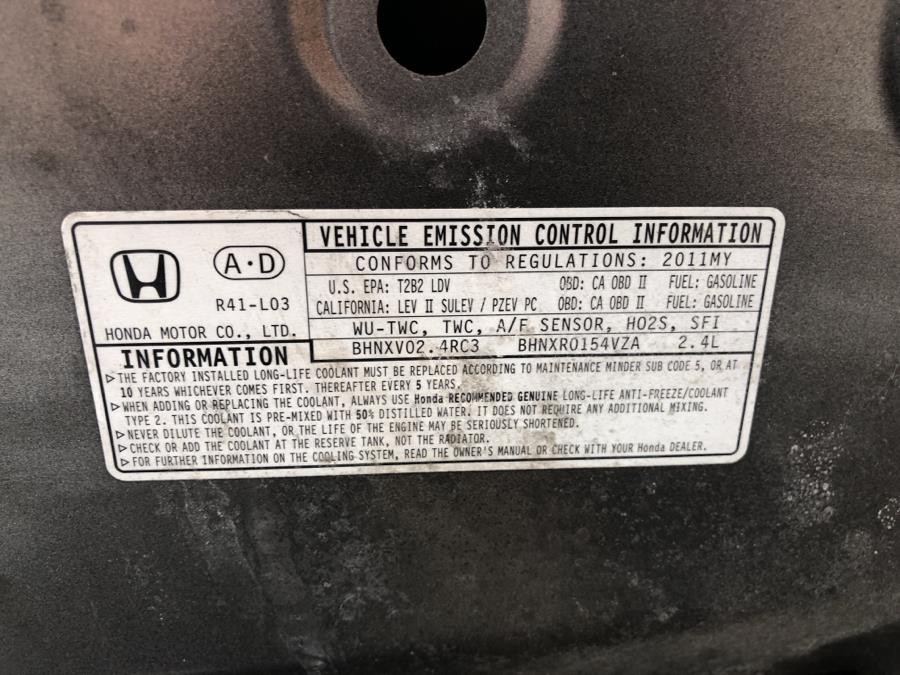 A·D
R41-L03
HONDA MOTOR CO., LTD.
VEHICLE EMISSION CONTROL INFORMATION
CONFORMS TO REGULATIONS: 2011MY
U.S. EPA: T2B2 LDV OBD: CA OBD II FUEL: GASOLINE
CALIFORNIA: LEV II SULEV / PZEV PC OBD: CA OBD II FUEL: GASOLINE
WU-TWC, TWC, A/F SENSOR, HO2S, SFI
BHNXV02.4RC3 BHNXR0154VZA 2.4L
INFORMATION
▷THE FACTORY INSTALLED LONG-LIFE COOLANT MUST BE REPLACED ACCORDING TO MAINTENANCE MINDER SUB CODE 5, OR AT
10 YEARS WHICHEVER COMES FIRST. THEREAFTER EVERY 5 YEARS.
▷WHEN ADDING OR REPLACING THE COOLANT, ALWAYS USE Honda RECOMMENDED GENUINE LONG-LIFE ANTI-FREEZE/COOLANT
TYPE 2. THIS COOLANT IS PRE-MIXED WITH 50% DISTILLED WATER. IT DOES NOT REQUIRE ANY ADDITIONAL MIXING.
▷NEVER DILUTE THE COOLANT, OR THE LIFE OF THE ENGINE MAY BE SERIOUSLY SHORTENED.
▷CHECK OR ADD THE COOLANT AT THE RESERVE TANK, NOT THE RADIATOR.
▷FOR FURTHER INFORMATION ON THE COOLING SYSTEM, READ THE OWNER'S MANUAL OR CHECK WITH YOUR Honda DEALER.